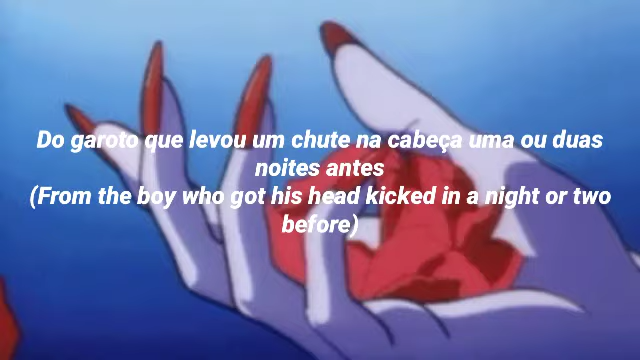 Do garoto que levou um chute na cabeça uma ou duas
noites antes
(From the boy who got his head kicked in a night or two
before)